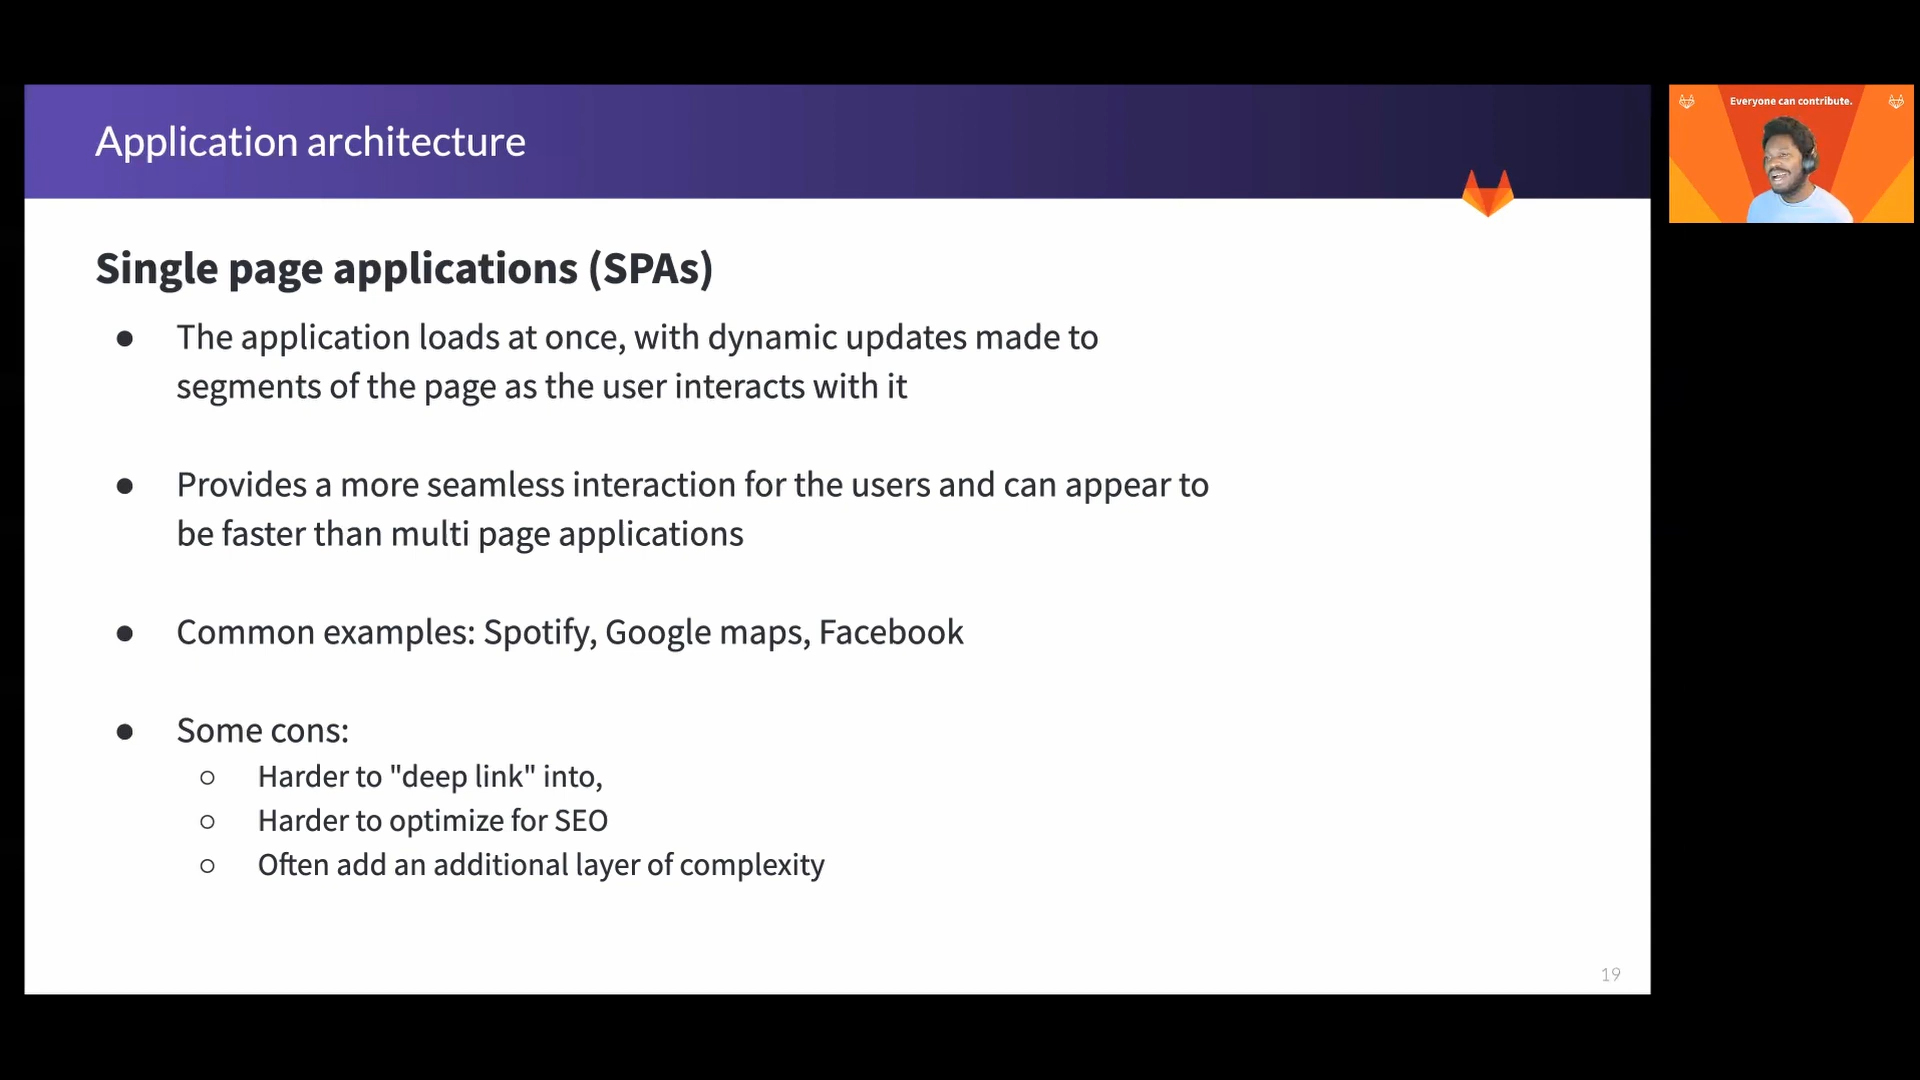 Application architecture
Everyone can contribute.
Single page applications (SPAs)
● The application loads at once, with dynamic updates made to
segments of the page as the user interacts with it
● Provides a more seamless interaction for the users and can appear to
be faster than multi page applications
● Common examples: Spotify, Google maps, Facebook
● Some cons:
○ Harder to "deep link" into,
○ Harder to optimize for SEO
○ Often add an additional layer of complexity
19